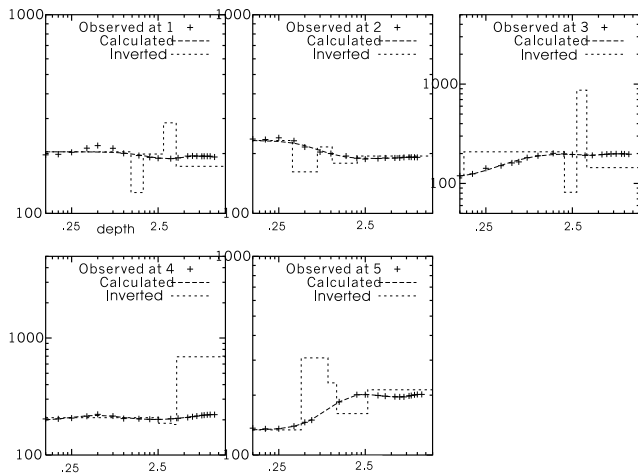 1000
Observed at 1
Calculated
Inverted
100
.25
2.5
depth
1000
Observed at 2
Calculated
Inverted
100
.25
2.5
1000
Observed at 3
Calculated
Inverted
100
.25
2.5
1000
Observed at 4
Calculated
Inverted
100
.25
2.5
1000
Observed at 5
Calculated
Inverted
100
.25
2.5